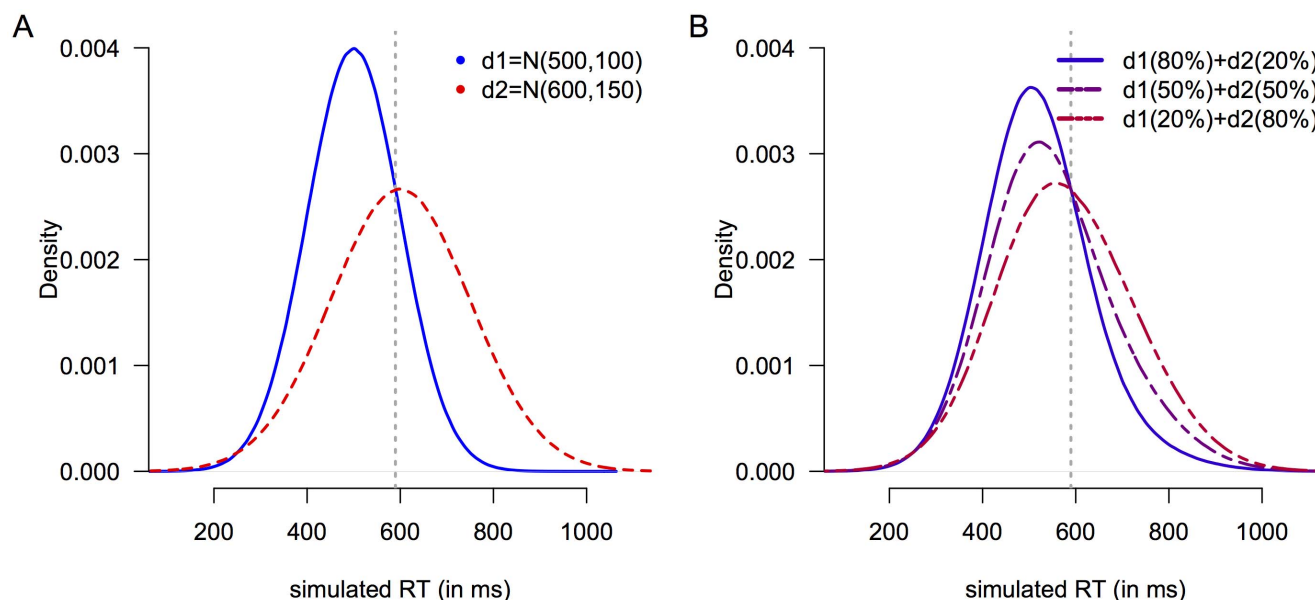 A
0.004
0.003
0.002
0.001
0.000
Density
d1=N(500,100)
d2=N(600,150)
200 400 600 800 1000
simulated RT (in ms)
B
0.004
0.003
0.002
0.001
0.000
Density
d1(80%)+d2(20%)
d1(50%)+d2(50%)
d1(20%)+d2(80%)
200 400 600 800 1000
simulated RT (in ms)